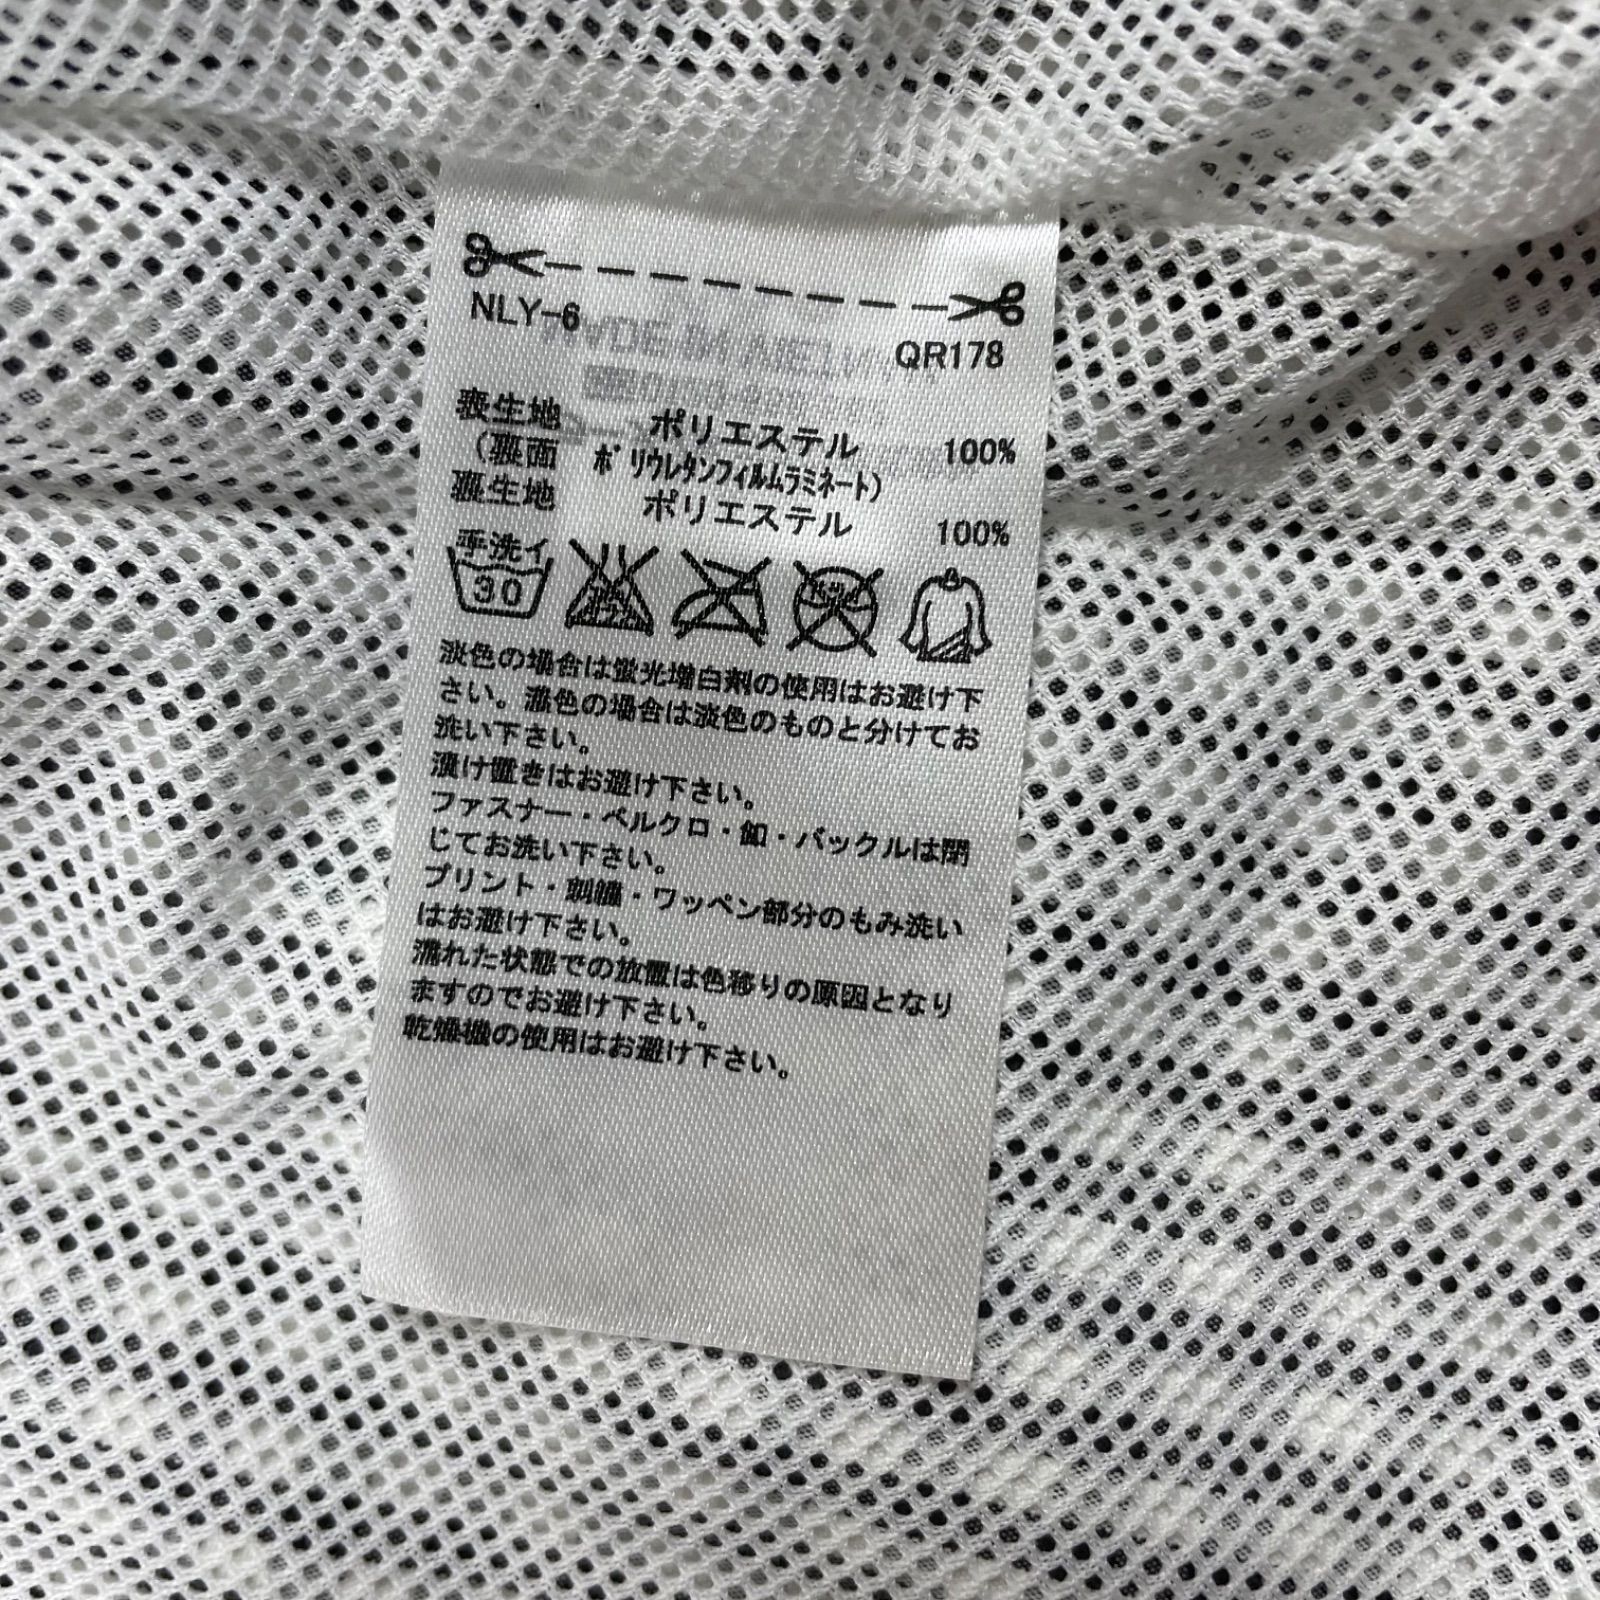 NLY-6
QR178
表生地 ポリエステル 100%
(裏面 ポリウレタンフィルムラミネート)
裏生地 ポリエステル 100%
手洗イ
30
淡色の場合は蛍光増白剤の使用はお避け下
さい。濃色の場合は淡色のものと分けてお
洗い下さい。
漬け置きはお避け下さい。
ファスナー・ベルクロ・釦・バックルは閉
じてお洗い下さい。
プリント・刺繍・ワッペン部分のもみ洗い
はお避け下さい。
濡れた状態での放置は色移りの原因となり
ますのでお避け下さい。
乾燥機の使用はお避け下さい。